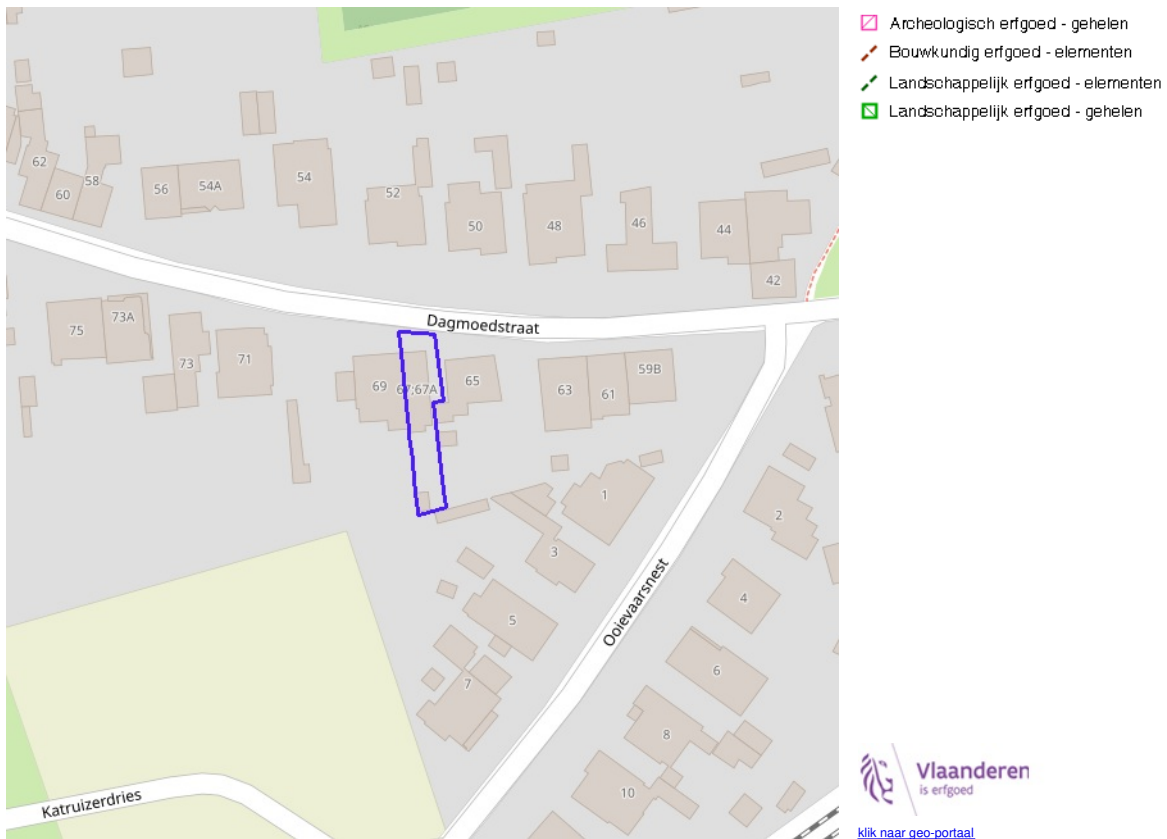 Archeologisch erfgoed - gehelen
Bouwkundig erfgoed - elementen
Landschappelijk erfgoed - elementen
Landschappelijk erfgoed - gehelen
62
60
58
56
54A
54
52
50
48
46
44
42
Dagmoedstraat
75
73A
73
71
69
67;67A
65
63
61
59B
1
2
3
4
5
6
7
8
10
Ooievaarsnest
Katruizerdries
Vlaanderen
is erfgoed
klik naar geo-portaal